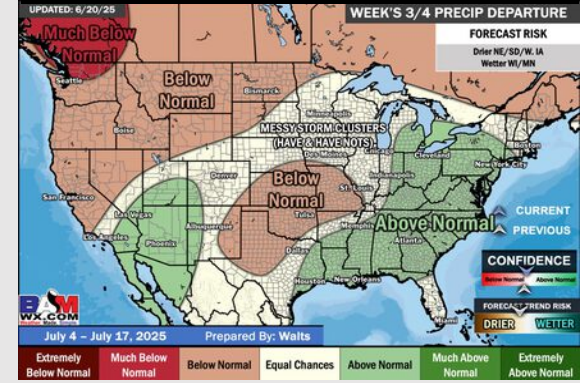 UPDATED: 6/20/25
WEEK'S 3/4 PRECIP DEPARTURE
FORECAST RISK
Drier NE/SD/W. IA
Wetter WI/MN
Much Below
Normal
Seattle
Below
Normal
Bismarck
Minneapolis
Boise
MESSY STORM CLUSTERS
(HAVE & HAVE NOTS)
Boston
Des Moines
Cleveland
New York City
Denver
Below
Normal
Indianapolis
St. Louis
San Francisco
Las Vegas
Tulsa
Above Normal
CURRENT
PREVIOUS
Los Angeles
Phoenix
Albuquerque
Memphis
Atlanta
Dallas
CONFIDENCE
Below Normal
Above Normal
Houston
New Orleans
FORECAST TREND RISK
DRIER
WETTER
Miami
BAM
WX.COM
Weather Made Simple
July 4 – July 17, 2025
Prepared By: Walts
Extremely
Below Normal
Much Below
Normal
Below Normal
Equal Chances
Above Normal
Much Above
Normal
Extremely
Above Normal